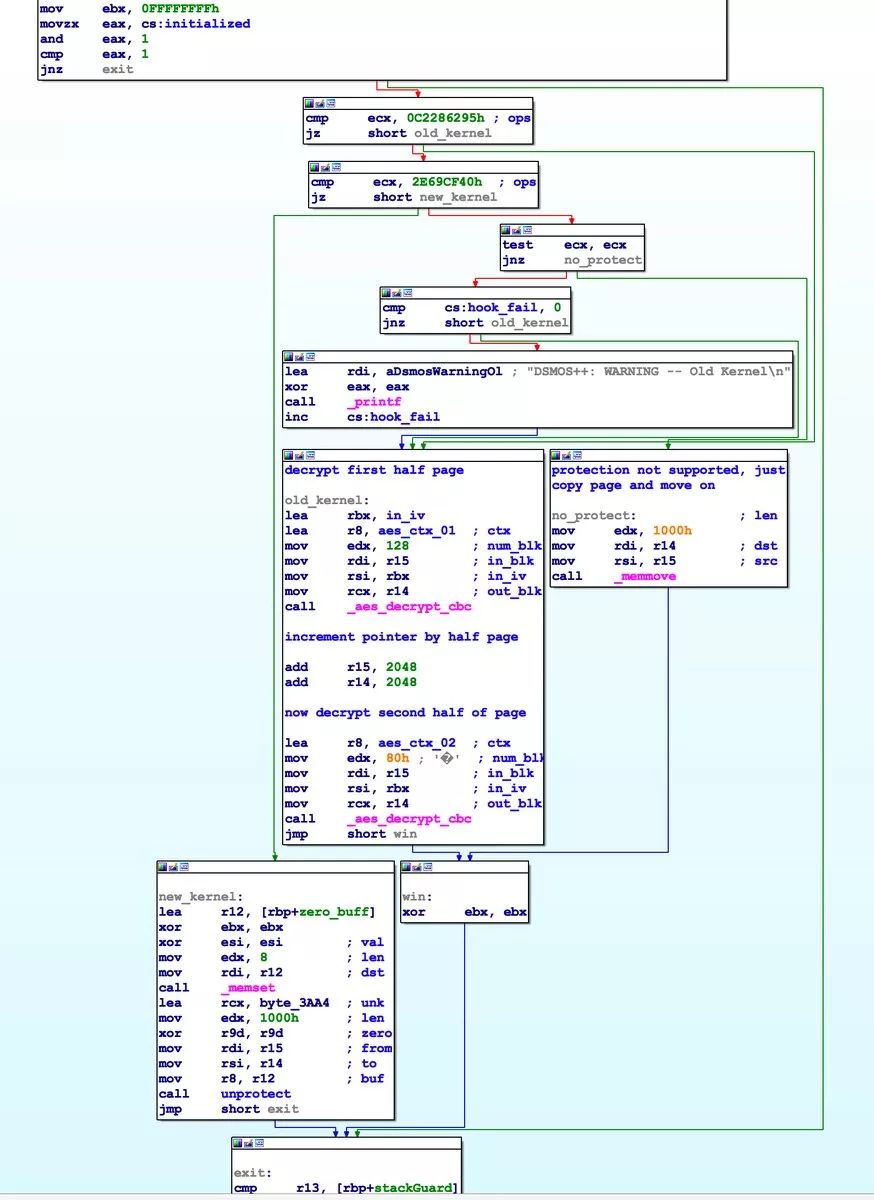 mov ebx, 0FFFFFFFFh
movzx eax, cs:initialized
and eax, 1
cmp eax, 1
jnz exit
cmp ecx, 0C2286295h ; ops
jz short old_kernel
cmp ecx, 2E69CF40h ; ops
jz short new_kernel
test ecx, ecx
jnz no_protect
cmp cs:hook_fail, 0
jnz short old_kernel
lea rdi, aDsmosWarningOl ; "DSMOS++: WARNING -- Old Kernel\n"
xor eax, eax
call _printf
inc cs:hook_fail
decrypt first half page
old_kernel:
lea rbx, in_iv
lea r8, aes_ctx_01 ; ctx
mov edx, 128 ; num_blk
mov rdi, r15 ; in_blk
mov rsi, rbx ; in_iv
mov rcx, r14 ; out_blk
call _aes_decrypt_cbc
increment pointer by half page
add r15, 2048
add r14, 2048
now decrypt second half of page
lea r8, aes_ctx_02 ; ctx
mov edx, 80h ; '�' ; num_bl
mov rdi, r15 ; in_blk
mov rsi, rbx ; in_iv
mov rcx, r14 ; out_blk
call _aes_decrypt_cbc
jmp short win
protection not supported, just
copy page and move on
no_protect: ; len
mov edx, 1000h
mov rdi, r14 ; dst
mov rsi, r15 ; src
call _memmove
new_kernel:
lea r12, [rbp+zero_buff]
xor ebx, ebx
xor esi, esi ; val
mov edx, 8 ; len
mov rdi, r12 ; dst
call _memset
lea rcx, byte_3AA4 ; unk
mov edx, 1000h ; len
xor r9d, r9d ; zero
mov rdi, r15 ; from
mov rsi, r14 ; to
mov r8, r12 ; buf
call unprotect
jmp short exit
win:
xor ebx, ebx
exit:
cmp r13, [rbp+stackGuard]